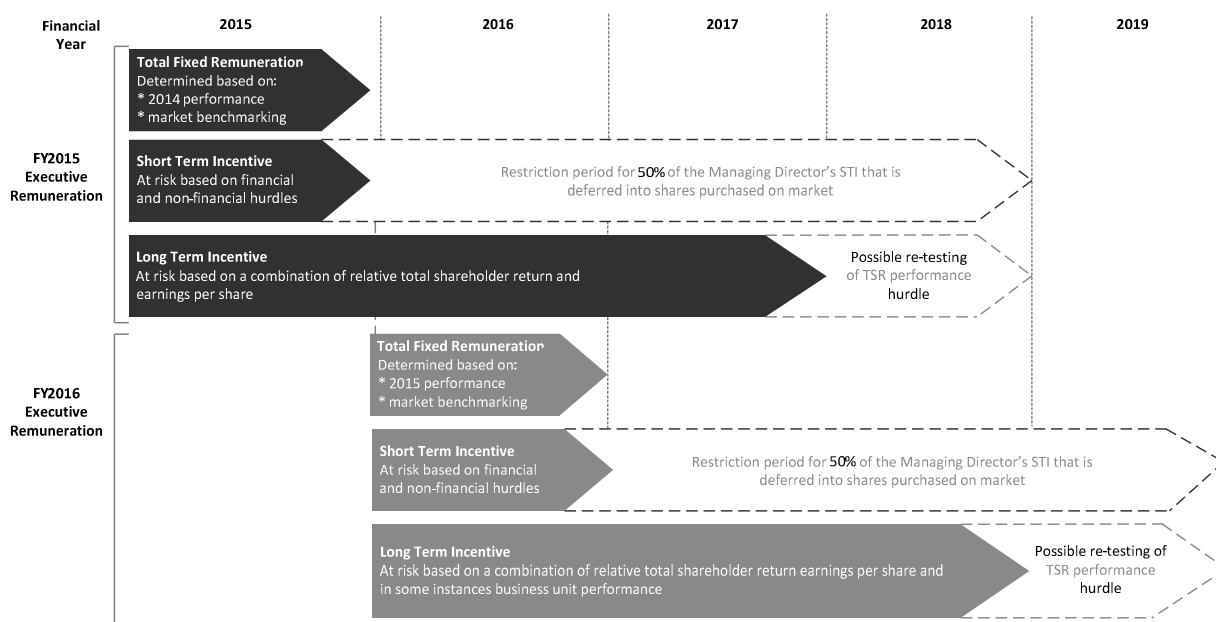 Financial
Year
2015
2016
2017
2018
2019
FY2015
Executive
Remuneration
Total Fixed Remuneration
Determined based on:
* 2014 performance
* market benchmarking
Short Term Incentive
At risk based on financial
and non-financial hurdles
Restriction period for 50% of the Managing Director's STI that is
deferred into shares purchased on market
Long Term Incentive
At risk based on a combination of relative total shareholder return and
earnings per share
Possible re-testing
of TSR performance
hurdle
FY2016
Executive
Remuneration
Total Fixed Remuneration
Determined based on:
* 2015 performance
* market benchmarking
Short Term Incentive
At risk based on financial
and non-financial hurdles
Restriction period for 50% of the Managing Director's STI that is
deferred into shares purchased on market
Long Term Incentive
At risk based on a combination of relative total shareholder return earnings per share and
in some instances business unit performance
Possible re-testing of
TSR performance
hurdle